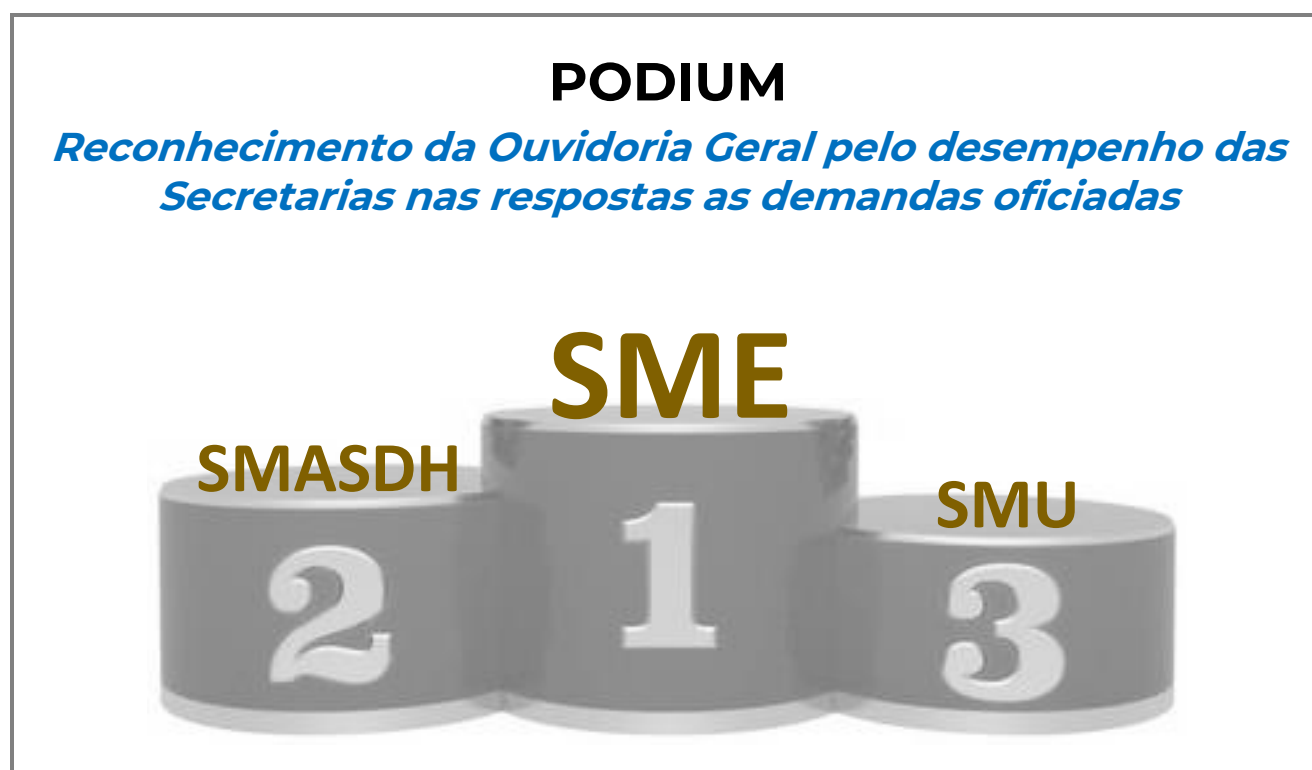 PODIUM
Reconhecimento da Ouvidoria Geral pelo desempenho das
Secretarias nas respostas as demandas oficiadas
SME
SMASDH
SMU
1
2
3